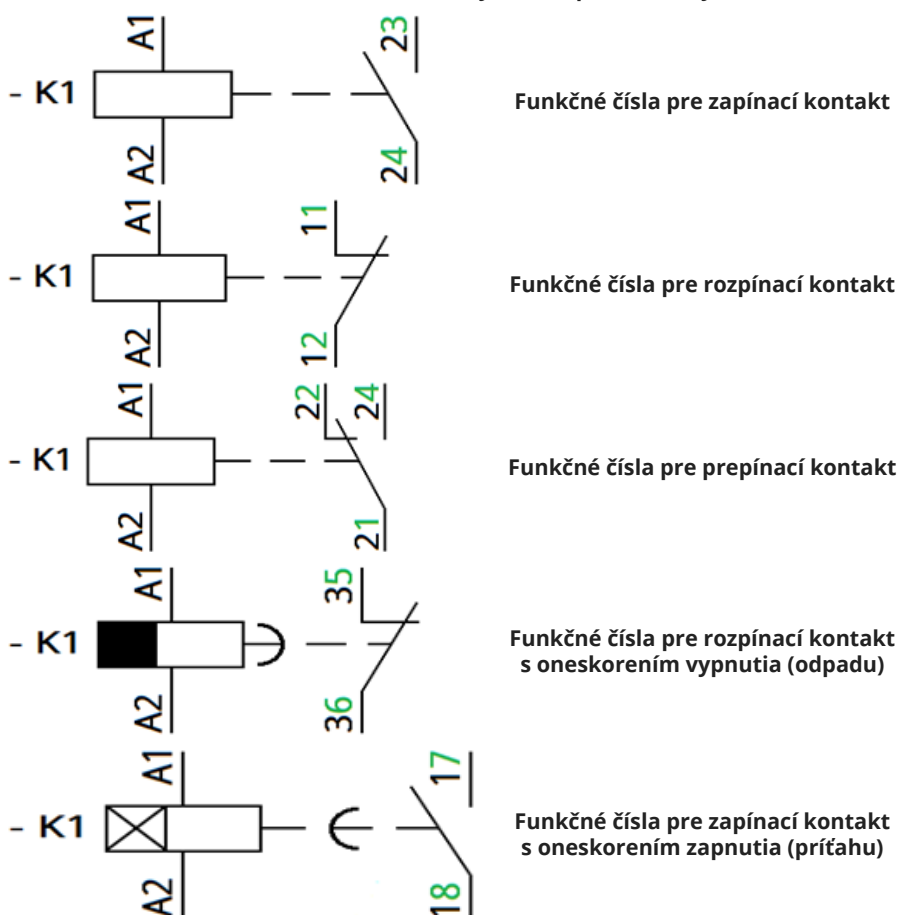 A1
23
- K1
Funkčné čísla pre zapínací kontakt
A2
24
A1
11
- K1
Funkčné čísla pre rozpínací kontakt
A2
12
A1
22
24
- K1
Funkčné čísla pre prepínací kontakt
A2
21
A1
35
- K1
Funkčné čísla pre rozpínací kontakt
s oneskorením vypnutia (odpadu)
A2
36
A1
17
- K1
Funkčné čísla pre zapínací kontakt
s oneskorením zapnutia (príťahu)
A2
18